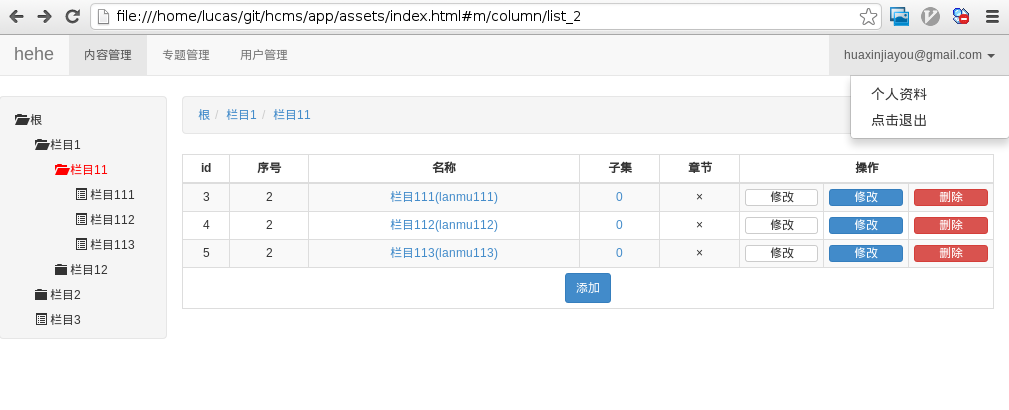 file:///home/lucas/git/hcms/app/assets/index.html#m/column/list_2
hehe 内容管理 专题管理 用户管理 huaxinjiayou@gmail.com
个人资料
点击退出
根
栏目1
栏目11
栏目111
栏目112
栏目113
栏目12
栏目2
栏目3
根 / 栏目1 / 栏目11
id 序号 名称 子集 章节 操作
3 2 栏目111(lanmu111) 0 × 修改 修改 删除
4 2 栏目112(lanmu112) 0 × 修改 修改 删除
5 2 栏目113(lanmu113) 0 × 修改 修改 删除
添加